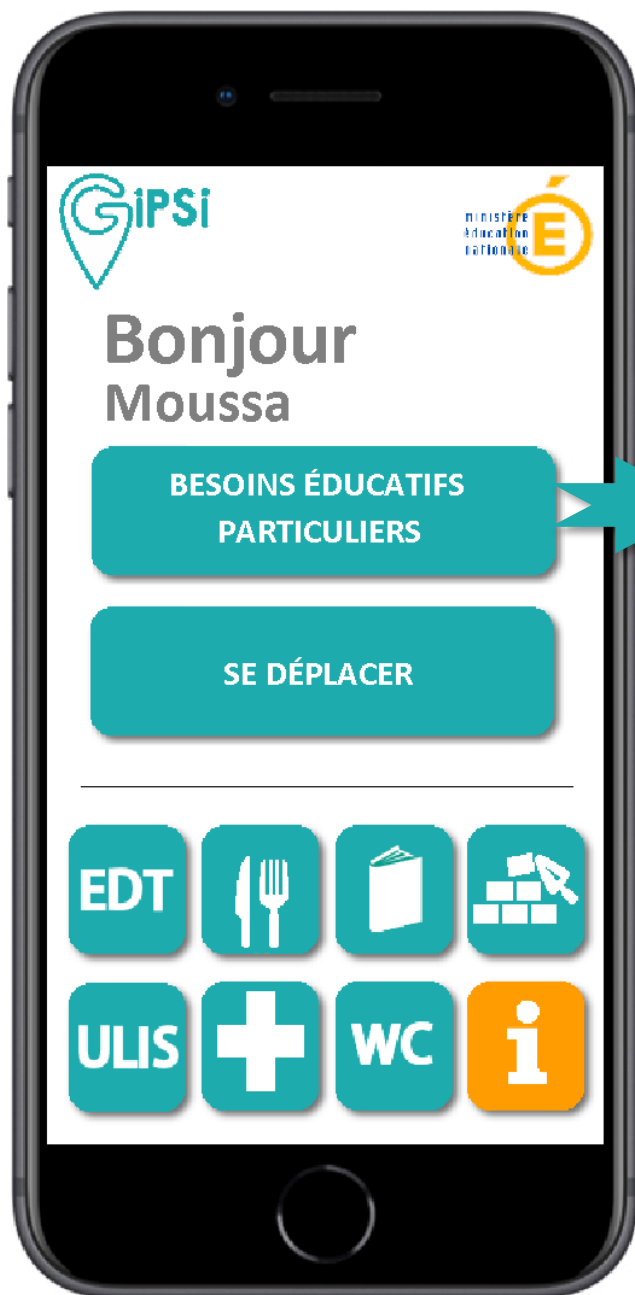 GiPSi
ministère
éducation
nationale
É
Bonjour
Moussa
BESOINS ÉDUCATIFS
PARTICULIERS
SE DÉPLACER
EDT
ULIS
WC
i